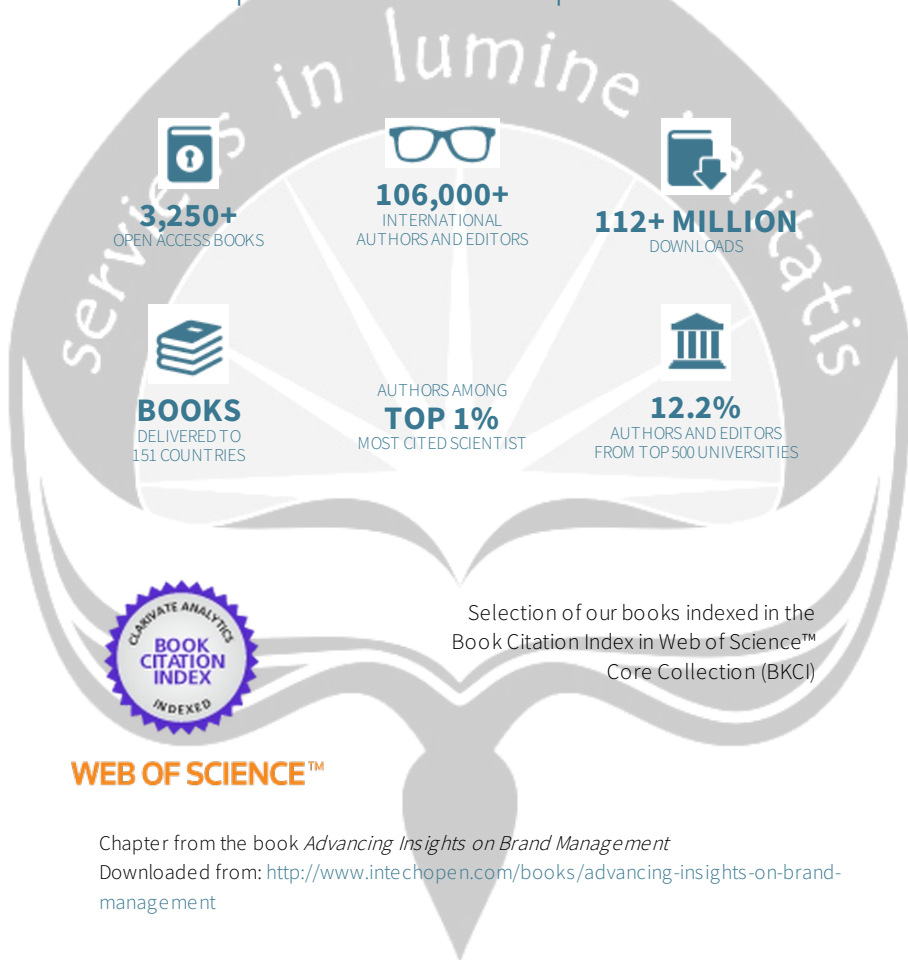 serviens in lumine veritatis
3,250+
OPEN ACCESS BOOKS
106,000+
INTERNATIONAL
AUTHORS AND EDITORS
112+ MILLION
DOWNLOADS
BOOKS
DELIVERED TO
151 COUNTRIES
AUTHORS AMONG
TOP 1%
MOST CITED SCIENTIST
12.2%
AUTHORS AND EDITORS
FROM TOP 500 UNIVERSITIES
CLARIVATE ANALYTICS
BOOK
CITATION
INDEX
INDEXED
Selection of our books indexed in the
Book Citation Index in Web of Science™
Core Collection (BKCI)
WEB OF SCIENCE™
Chapter from the book Advancing Insights on Brand Management
Downloaded from: http://www.intechopen.com/books/advancing-insights-on-brand-
management